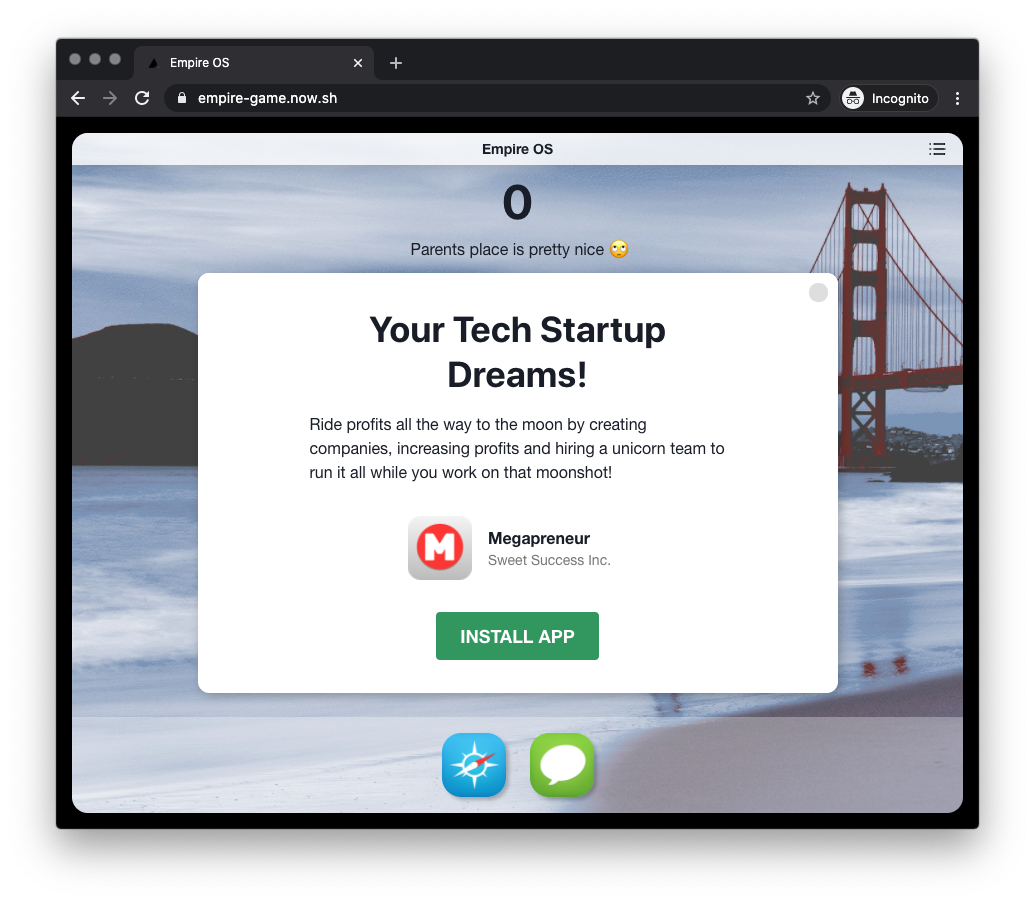 Empire OS
empire-game.now.sh
Incognito
Empire OS
0
Parents place is pretty nice 🙄
Your Tech Startup
Dreams!
Ride profits all the way to the moon by creating
companies, increasing profits and hiring a unicorn team to
run it all while you work on that moonshot!
M
Megapreneur
Sweet Success Inc.
INSTALL APP